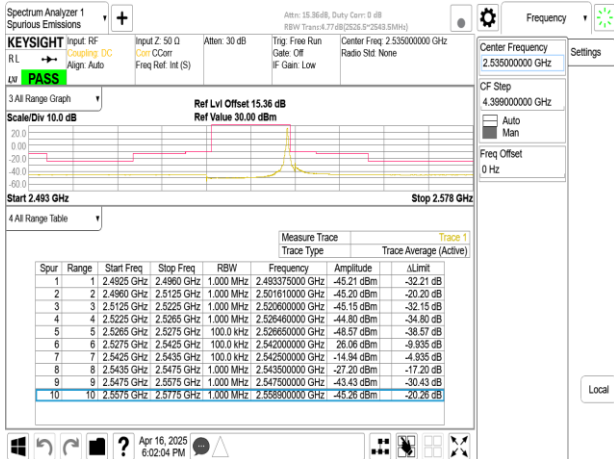 Spectrum Analyzer 1
Spurious Emissions
Attn: 15.36dB, Duty Corr: 0 dB
RBW Trans:4.77dB(2526.5~2543.5MHz)
Frequency
KEYSIGHT
Input: RF
Coupling: DC
Align: Auto
Input Z: 50 Ω
Corr CCorr
Freq Ref: Int (S)
Atten: 30 dB
Trig: Free Run
Gate: Off
IF Gain: Low
Center Freq: 2.535000000 GHz
Radio Std: None
RL
LXI PASS
Center Frequency
2.535000000 GHz
Settings
CF Step
4.399000000 GHz
Auto
Man
Freq Offset
0 Hz
Local
3 All Range Graph
Scale/Div 10.0 dB
Ref Lvl Offset 15.36 dB
Ref Value 30.00 dBm
20.0
0.00
-20.0
-40.0
-60.0
Start 2.493 GHz
Stop 2.578 GHz
4 All Range Table
Measure Trace Trace 1
Trace Type Trace Average (Active)
Spur Range Start Freq Stop Freq RBW Frequency Amplitude ΔLimit
1 1 2.4925 GHz 2.4960 GHz 1.000 MHz 2.493375000 GHz -45.21 dBm -32.21 dB
2 2 2.4960 GHz 2.5125 GHz 1.000 MHz 2.501610000 GHz -45.20 dBm -20.20 dB
3 3 2.5125 GHz 2.5225 GHz 1.000 MHz 2.520600000 GHz -45.15 dBm -32.15 dB
4 4 2.5225 GHz 2.5265 GHz 1.000 MHz 2.526460000 GHz -44.80 dBm -34.80 dB
5 5 2.5265 GHz 2.5275 GHz 100.0 kHz 2.526650000 GHz -48.57 dBm -38.57 dB
6 6 2.5275 GHz 2.5425 GHz 100.0 kHz 2.542000000 GHz 26.06 dBm -9.935 dB
7 7 2.5425 GHz 2.5435 GHz 100.0 kHz 2.542500000 GHz -14.94 dBm -4.935 dB
8 8 2.5435 GHz 2.5475 GHz 1.000 MHz 2.543500000 GHz -27.20 dBm -17.20 dB
9 9 2.5475 GHz 2.5575 GHz 1.000 MHz 2.547500000 GHz -43.43 dBm -30.43 dB
10 10 2.5575 GHz 2.5775 GHz 1.000 MHz 2.558900000 GHz -45.26 dBm -20.26 dB
?
Apr 16, 2025
6:02:04 PM